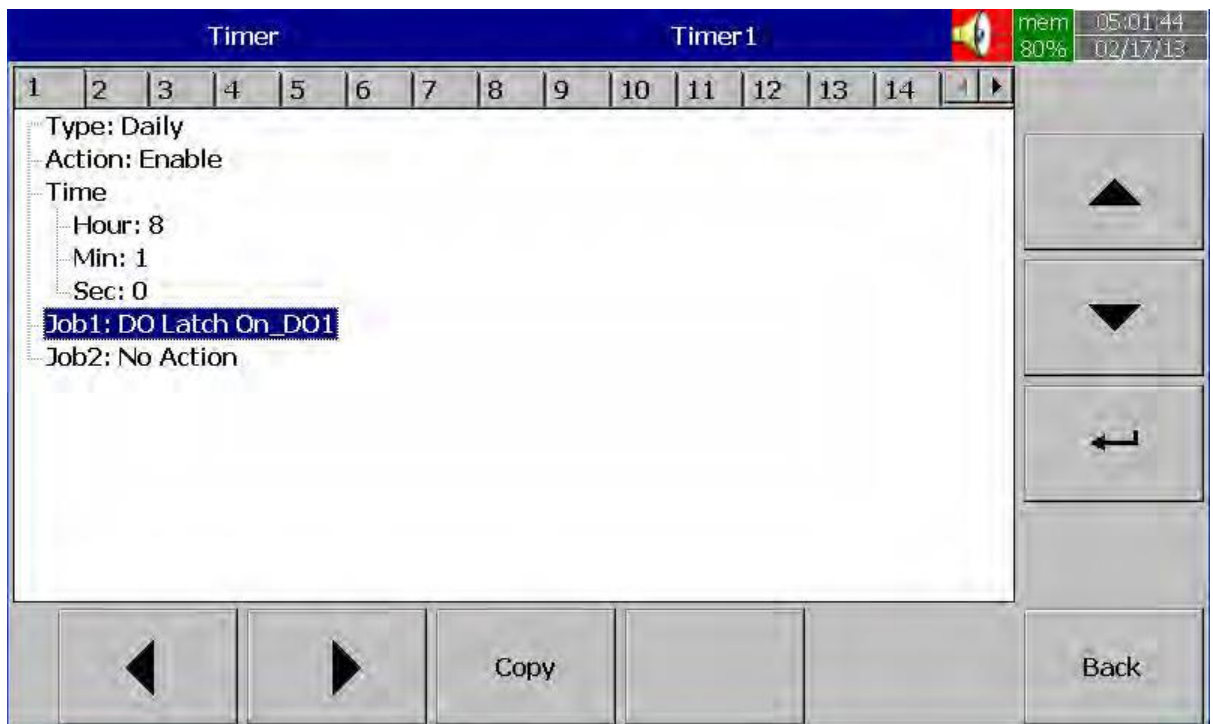 Timer Timer1 mem 05:01:44
80% 02/17/13
1 2 3 4 5 6 7 8 9 10 11 12 13 14
Type: Daily
Action: Enable
Time
Hour: 8
Min: 1
Sec: 0
Job1: DO Latch On_DO1
Job2: No Action
Copy Back